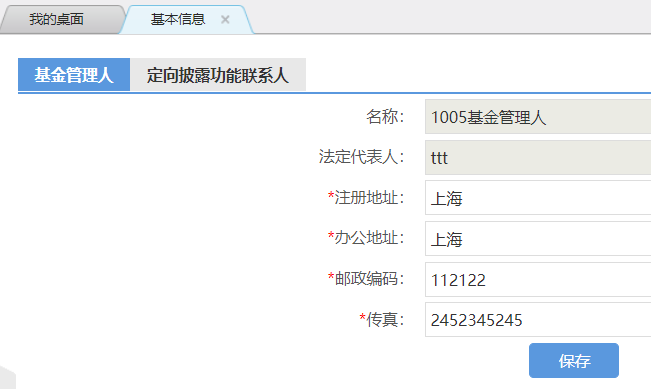 我的桌面 基本信息 ×
基金管理人 定向披露功能联系人
名称: 1005基金管理人
法定代表人: ttt
*注册地址: 上海
*办公地址: 上海
*邮政编码: 112122
*传真: 2452345245
保存